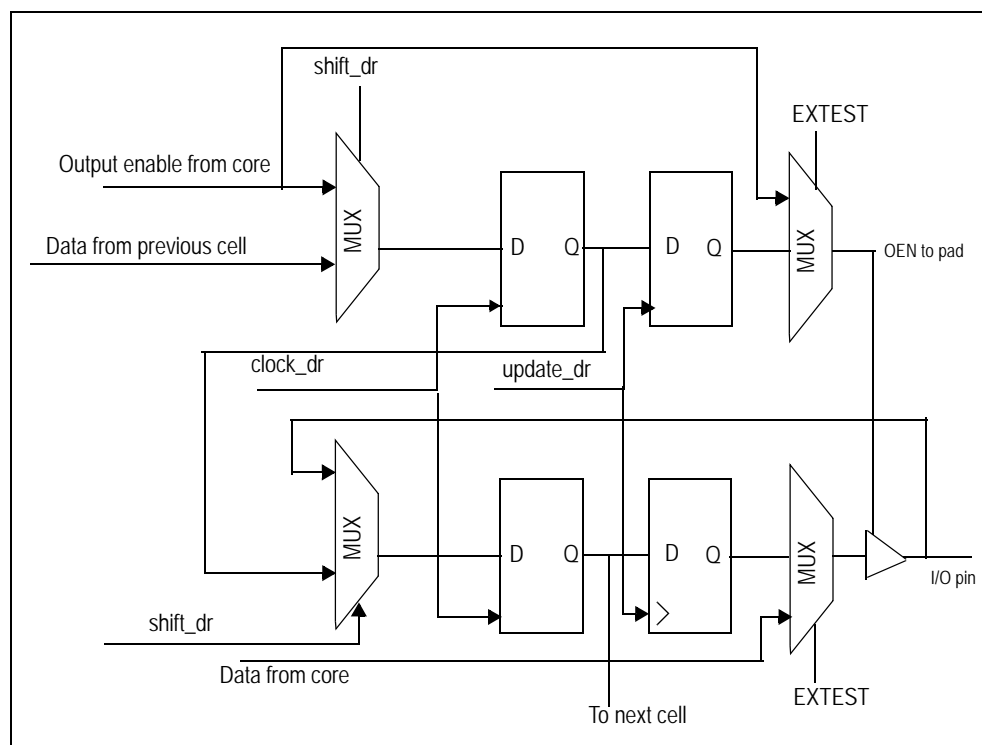 shift_dr
EXTEST
Output enable from core
MUX
D Q
D Q
MUX
Data from previous cell
OEN to pad
clock_dr
update_dr
MUX
D Q
D Q
MUX
I/O pin
shift_dr
Data from core
EXTEST
To next cell